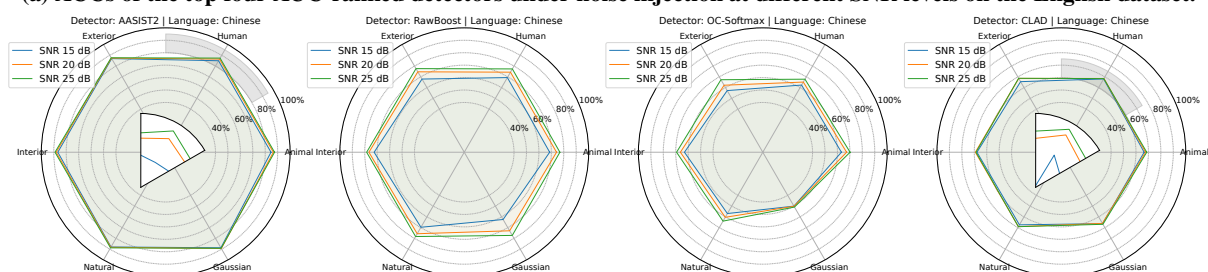 (a) AUCs of the top four AUC-ranked detectors under noise injection at different SNR levels on the English dataset.
Detector: AASIST2 | Language: Chinese
Exterior
Human
SNR 15 dB
SNR 20 dB
SNR 25 dB
100%
80%
60%
40%
Interior
Animal
Natural
Gaussian
Detector: RawBoost | Language: Chinese
Exterior
Human
SNR 15 dB
SNR 20 dB
SNR 25 dB
100%
80%
60%
40%
Interior
Animal
Natural
Gaussian
Detector: OC-Softmax | Language: Chinese
Exterior
Human
SNR 15 dB
SNR 20 dB
SNR 25 dB
100%
80%
60%
40%
Interior
Animal
Natural
Gaussian
Detector: CLAD | Language: Chinese
Exterior
Human
SNR 15 dB
SNR 20 dB
SNR 25 dB
100%
80%
60%
40%
Interior
Animal
Natural
Gaussian